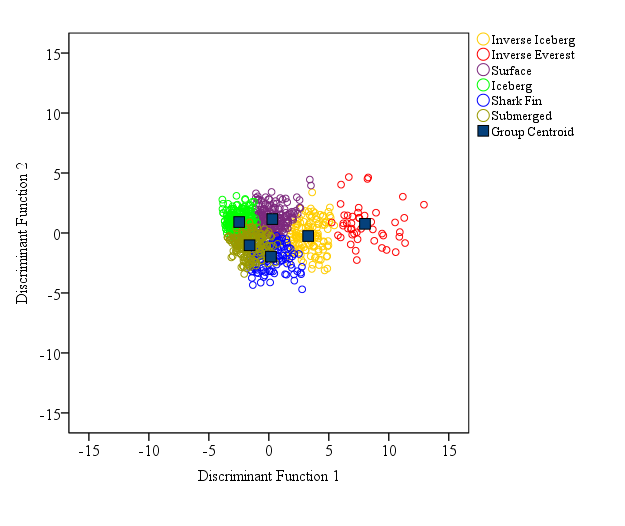 Inverse Iceberg
Inverse Everest
Surface
Iceberg
Shark Fin
Submerged
Group Centroid
15
10
5
0
-5
-10
-15
Discriminant Function 2
-15 -10 -5 0 5 10 15
Discriminant Function 1